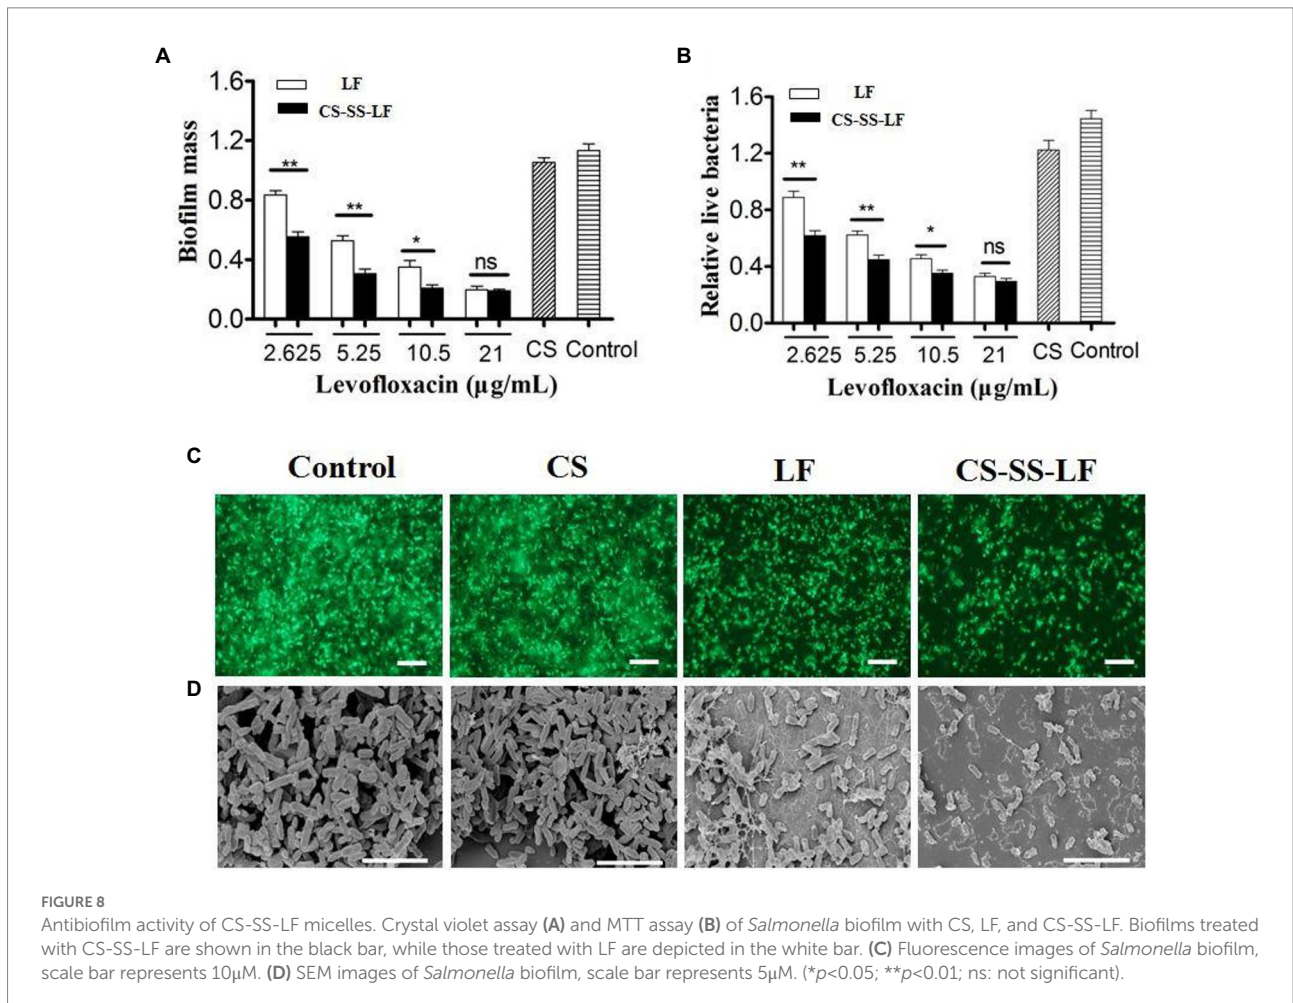 A
B
1.6
1.2
0.8
0.4
0.0
Biofilm mass
LF
CS-SS-LF
**
**
*
ns
2.625 5.25 10.5 21 CS Control
Levofloxacin (µg/mL)
1.6
1.2
0.8
0.4
0.0
Relative live bacteria
LF
CS-SS-LF
**
**
*
ns
2.625 5.25 10.5 21 CS Control
Levofloxacin (µg/mL)
C
Control CS LF CS-SS-LF
D
FIGURE 8
Antibiofilm activity of CS-SS-LF micelles. Crystal violet assay (A) and MTT assay (B) of Salmonella biofilm with CS, LF, and CS-SS-LF. Biofilms treated
with CS-SS-LF are shown in the black bar, while those treated with LF are depicted in the white bar. (C) Fluorescence images of Salmonella biofilm,
scale bar represents 10μM. (D) SEM images of Salmonella biofilm, scale bar represents 5μM. (*p<0.05; **p<0.01; ns: not significant).